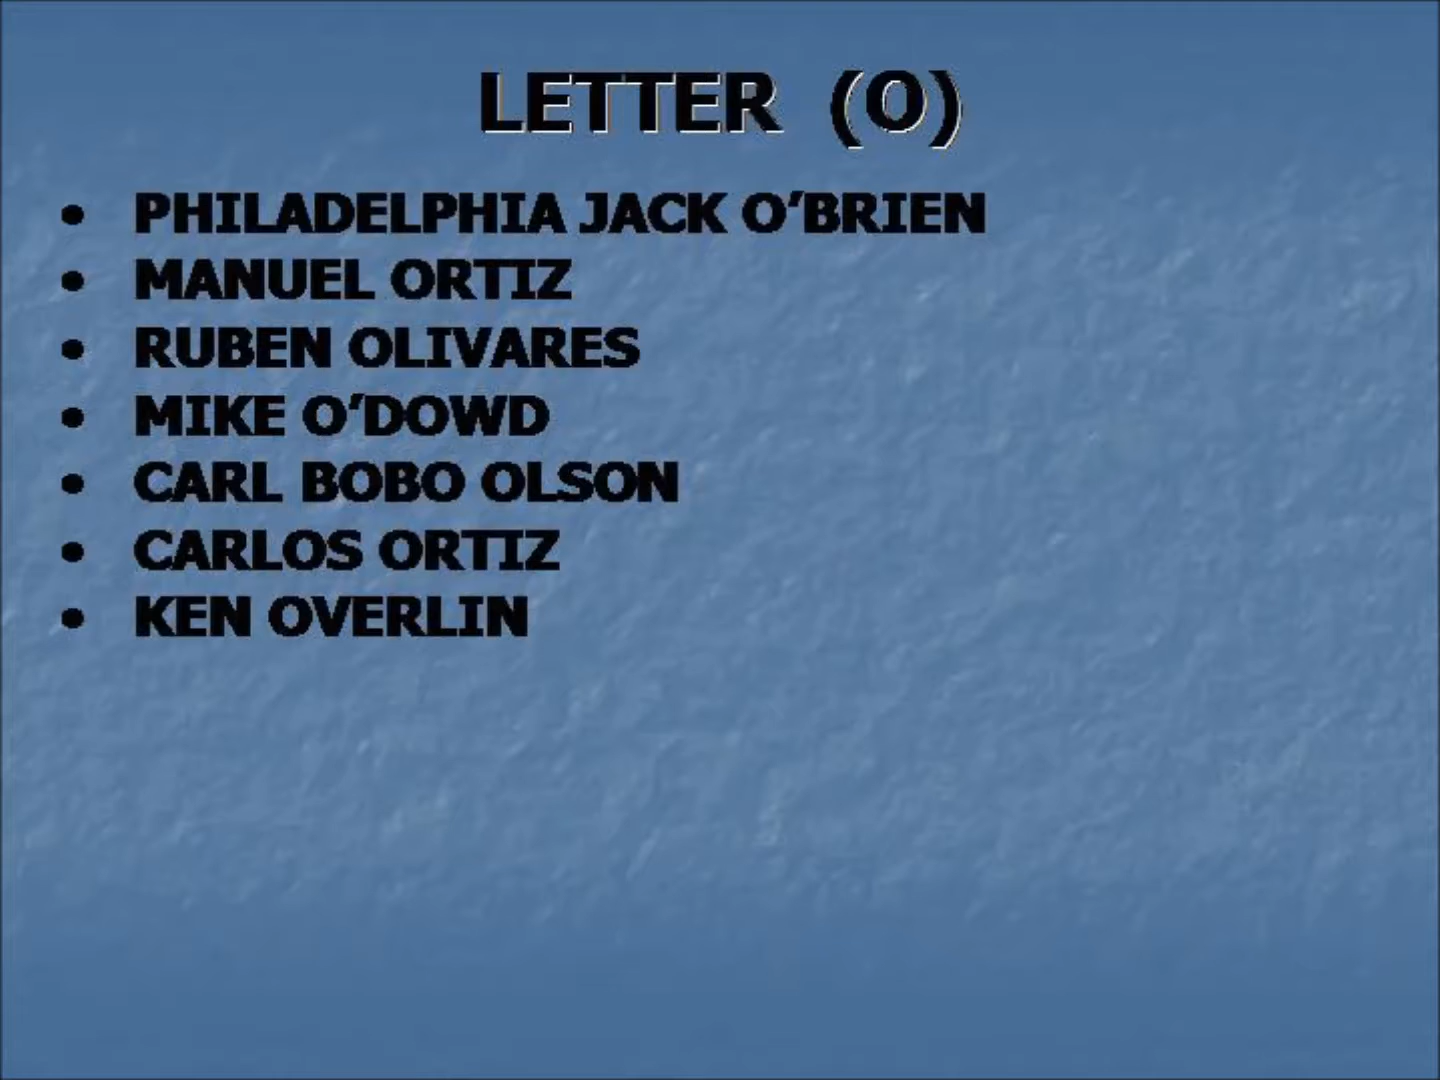 LETTER (O)
• PHILADELPHIA JACK O’BRIEN
• MANUEL ORTIZ
• RUBEN OLIVARES
• MIKE O’DOWD
• CARL BOBO OLSON
• CARLOS ORTIZ
• KEN OVERLIN